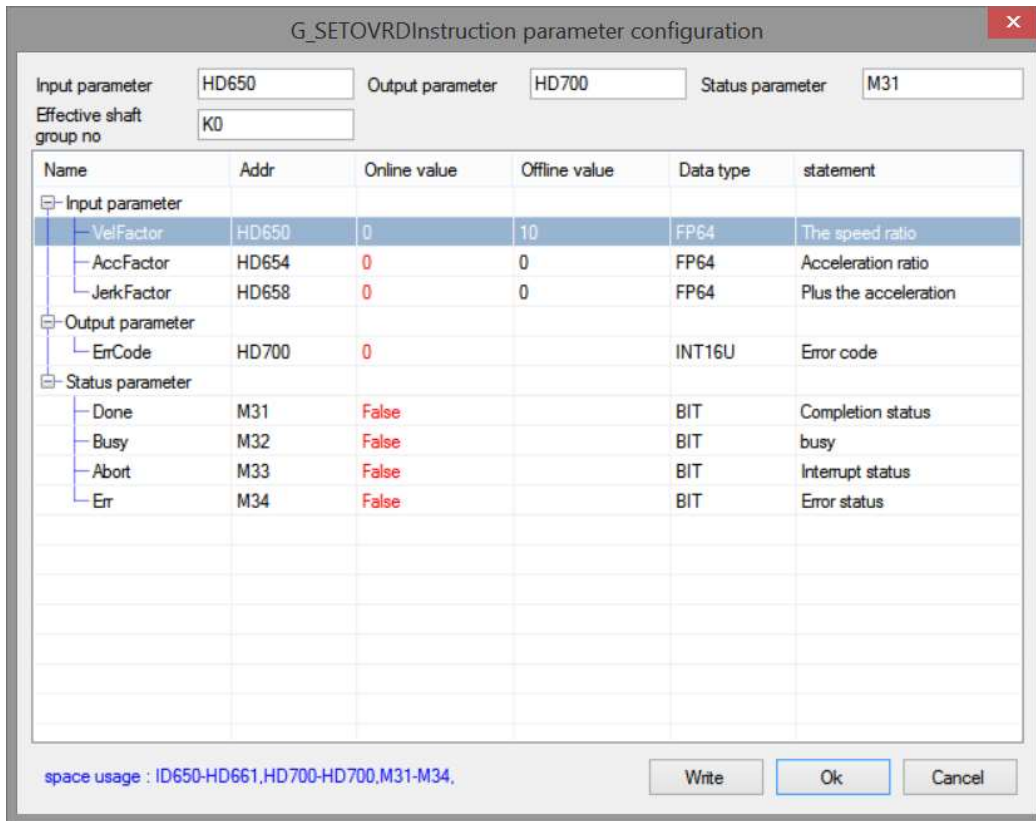 G_SETOVRDInstruction parameter configuration
Input parameter HD650 Output parameter HD700 Status parameter M31
Effective shaft
group no K0
Name Addr Online value Offline value Data type statement
Input parameter
VelFactor HD650 0 10 FP64 The speed ratio
AccFactor HD654 0 0 FP64 Acceleration ratio
JerkFactor HD658 0 0 FP64 Plus the acceleration
Output parameter
ErrCode HD700 0 INT16U Error code
Status parameter
Done M31 False BIT Completion status
Busy M32 False BIT busy
Abort M33 False BIT Interrupt status
Err M34 False BIT Error status
space usage : ID650-HD661,HD700-HD700,M31-M34,
Write Ok Cancel